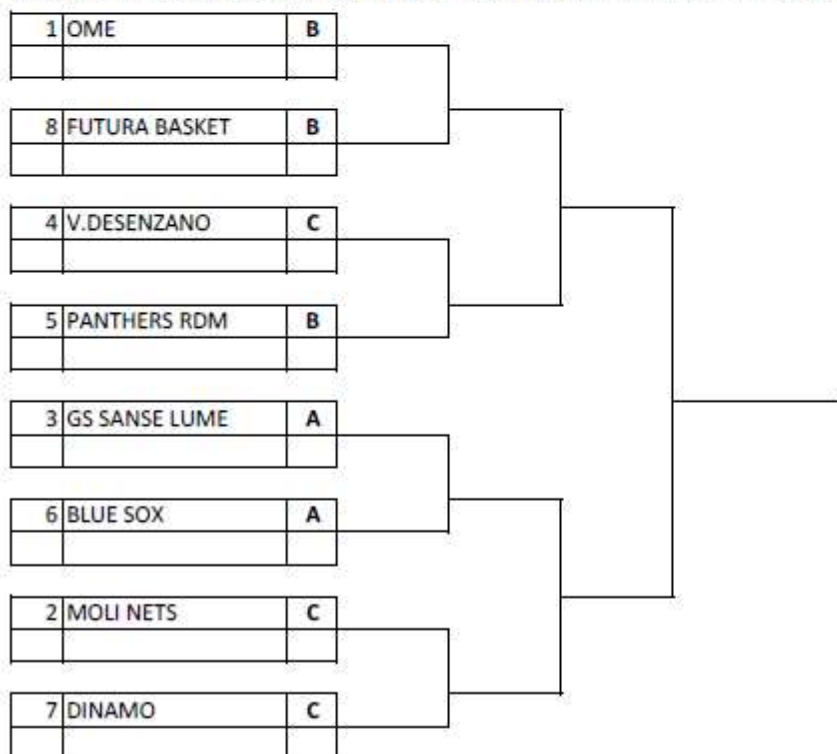 1 OME B
8 FUTURA BASKET B
4 V.DESENZANO C
5 PANTHERS RDM B
3 GS SANSE LUME A
6 BLUE SOX A
2 MOLI NETS C
7 DINAMO C